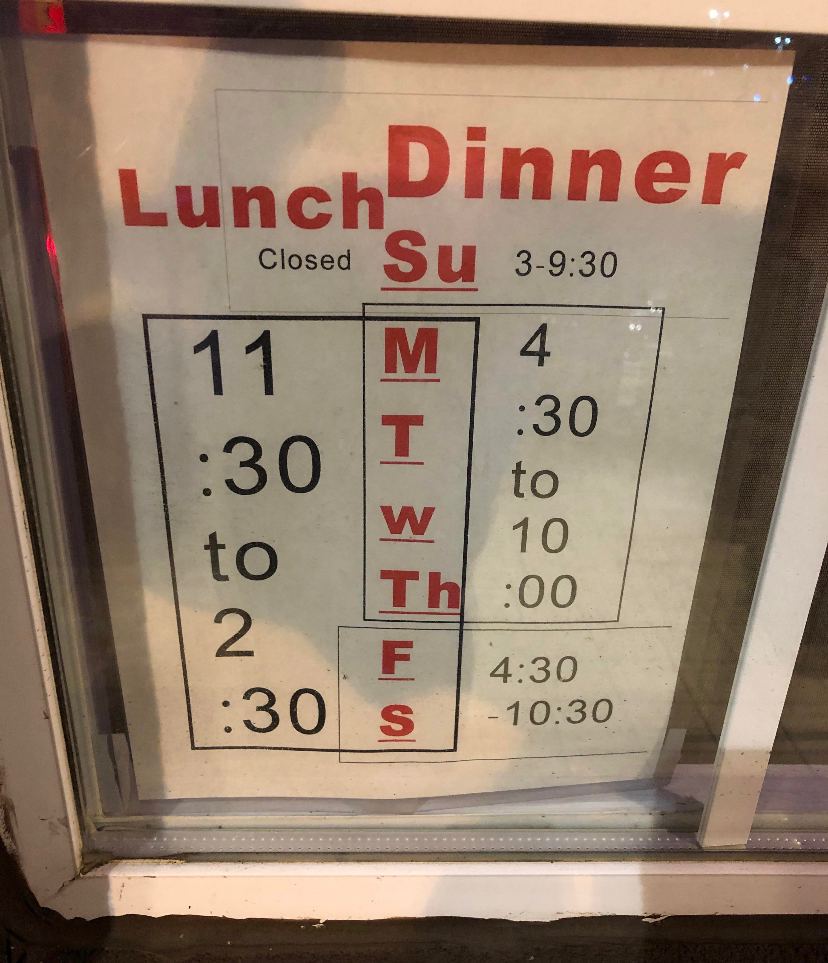 Lunch Dinner
Closed Su 3-9:30
11 M 4
:30 T :30
to w to
2 Th 10
:30 F :00
S 4:30
-10:30